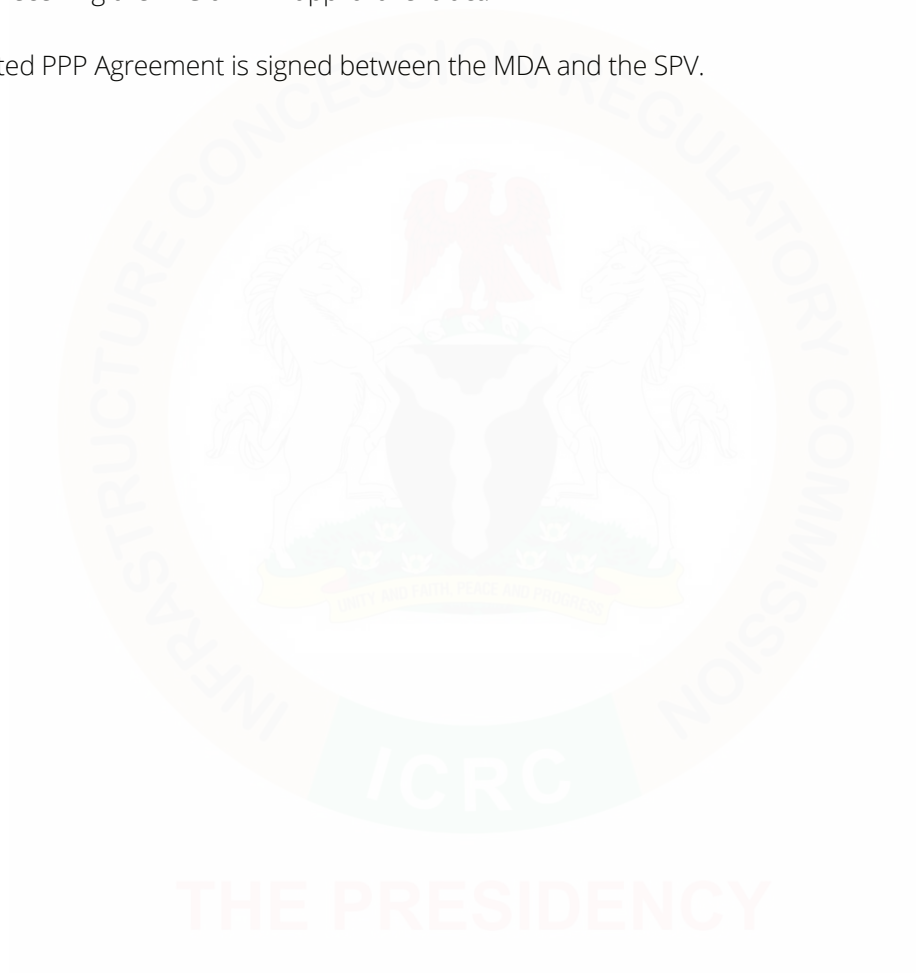 ted PPP Agreement is signed between the MDA and the SPV.
INFRASTRUCTURE CONCESSION REGULATORY COMMISSION
UNITY AND FAITH, PEACE AND PROGRESS
ICRC
THE PRESIDENCY